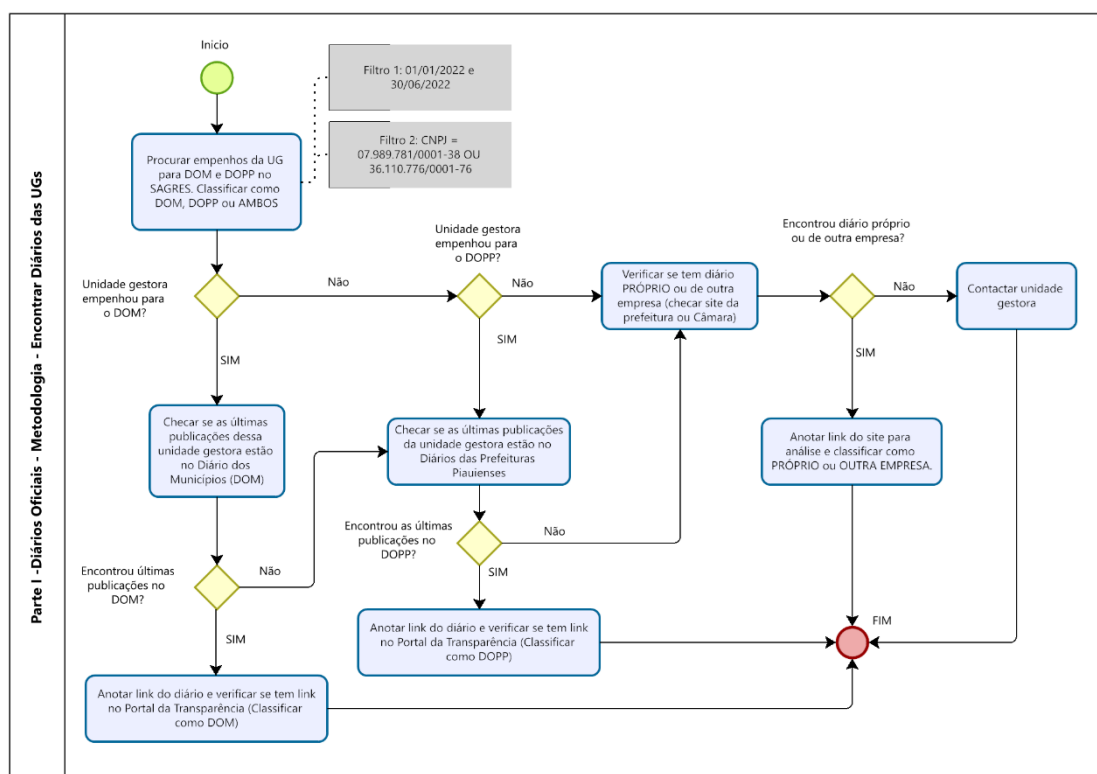 Parte I -Diários Oficiais - Metodologia - Encontrar Diários das UGs
Início
Filtro 1: 01/01/2022 e
30/06/2022
Filtro 2: CNPJ =
07.989.781/0001-38 OU
36.110.776/0001-76
Procurar empenhos da UG
para DOM e DOPP no
SAGRES. Classificar como
DOM, DOPP ou AMBOS
Unidade gestora
empenhou para
o DOM?
Não
SIM
Unidade gestora
empenhou para
o DOPP?
Não
SIM
Verificar se tem diário
PRÓPRIO ou de outra
empresa (checar site da
prefeitura ou Câmara)
Encontrou diário próprio
ou de outra empresa?
Não
SIM
Contactar unidade
gestora
Checar se as últimas
publicações dessa
unidade gestora estão
no Diário dos
Municípios (DOM)
Checar se as últimas publicações
da unidade gestora estão no
Diários das Prefeituras
Piauienses
Anotar link do site para
análise e classificar como
PRÓPRIO ou OUTRA EMPRESA.
Encontrou últimas
publicações no
DOM?
Não
SIM
Encontrou as últimas
publicações no
DOPP?
Não
SIM
Anotar link do diário e verificar se tem link
no Portal da Transparência (Classificar
como DOPP)
FIM
Anotar link do diário e verificar se tem link
no Portal da Transparência (Classificar
como DOM)